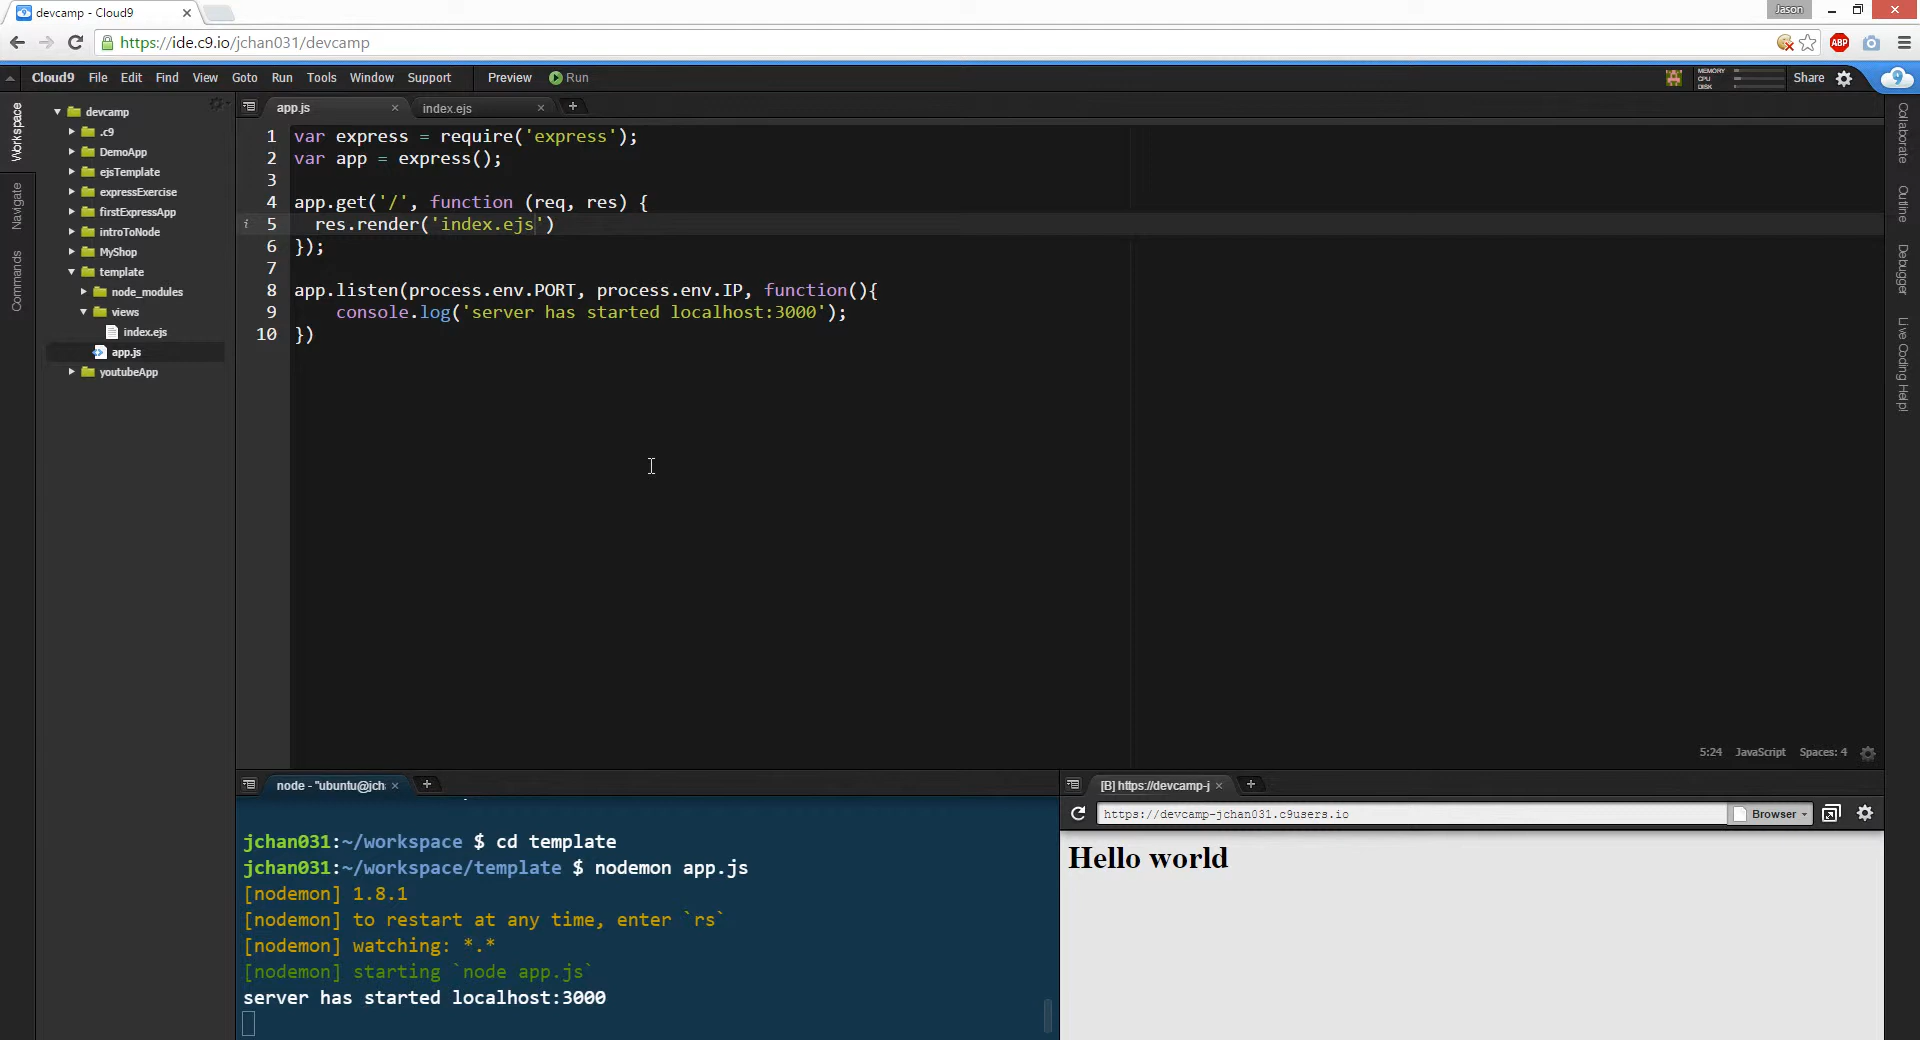 devcamp - Cloud9
Jason
https://ide.c9.io/jchan031/devcamp
ABP
Cloud9 File Edit Find View Goto Run Tools Window Support Preview Run
MEMORY
CPU
DISK
Share
Workspace
Navigate
Commands
devcamp
.c9
DemoApp
ejsTemplate
expressExercise
firstExpressApp
introToNode
MyShop
template
node_modules
views
index.ejs
app.js
youtubeApp
app.js index.ejs
1 var express = require('express');
2 var app = express();
3
4 app.get('/', function (req, res) {
i 5 res.render('index.ejs')
6 });
7
8 app.listen(process.env.PORT, process.env.IP, function(){
9 console.log('server has started localhost:3000');
10 })
5:24 JavaScript Spaces: 4
Collaborate
Outline
Debugger
Live Coding Help!
node - "ubuntu@jch
jchan031:~/workspace $ cd template
jchan031:~/workspace/template $ nodemon app.js
[nodemon] 1.8.1
[nodemon] to restart at any time, enter `rs`
[nodemon] watching: *.*
[nodemon] starting `node app.js`
server has started localhost:3000
[B] https://devcamp-j
https://devcamp-jchan031.c9users.io
Browser
Hello world